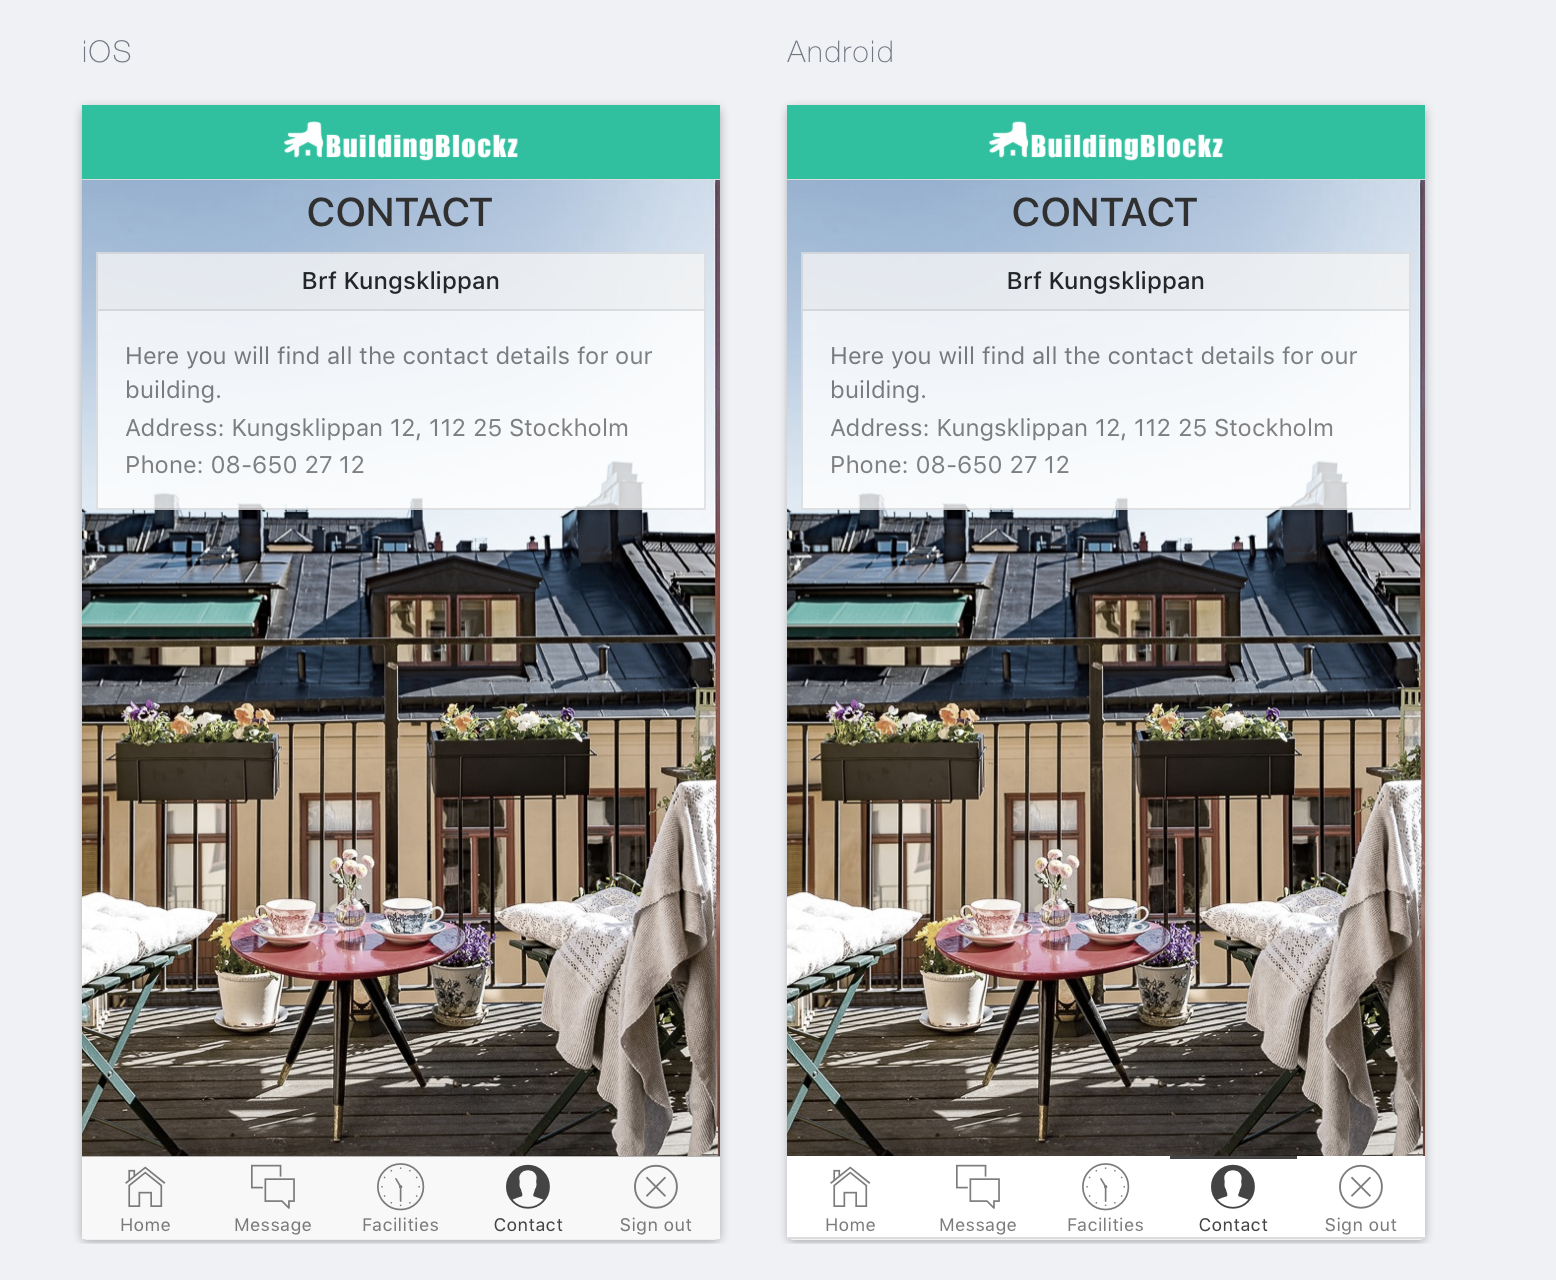 iOS
Android
BuildingBlockz
CONTACT
Brf Kungsklippan
Here you will find all the contact details for our
building.
Address: Kungsklippan 12, 112 25 Stockholm
Phone: 08-650 27 12
Home
Message
Facilities
Contact
Sign out
BuildingBlockz
CONTACT
Brf Kungsklippan
Here you will find all the contact details for our
building.
Address: Kungsklippan 12, 112 25 Stockholm
Phone: 08-650 27 12
Home
Message
Facilities
Contact
Sign out